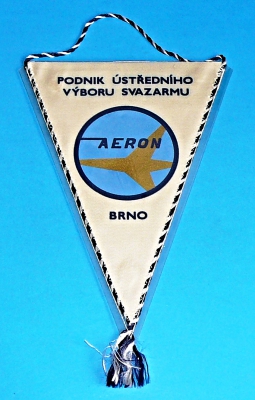 PODNIK ÚSTŘEDNÍHO
VÝBORU SVAZARMU
AERON
BRNO